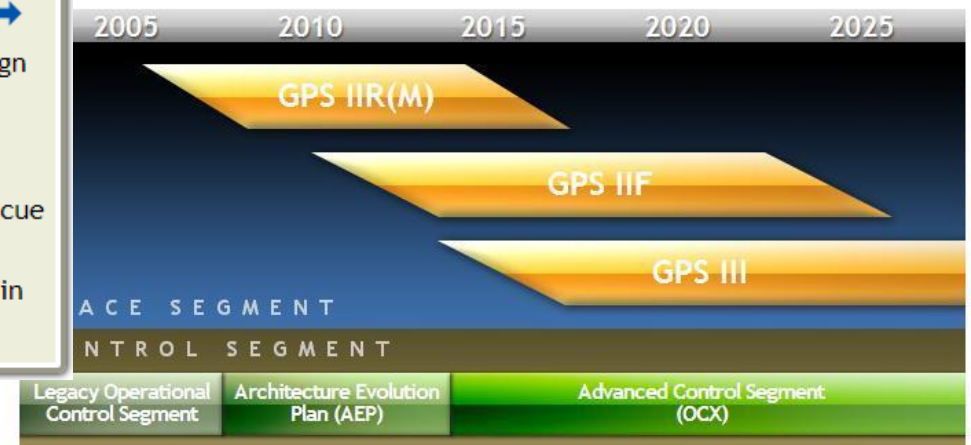 2005 2010 2015 2020 2025
gn
cue
in
GPS IIR(M)
GPS IIF
GPS III
ACE SEGMENT
NTROL SEGMENT
Legacy Operational
Control Segment
Architecture Evolution
Plan (AEP)
Advanced Control Segment
(OCX)